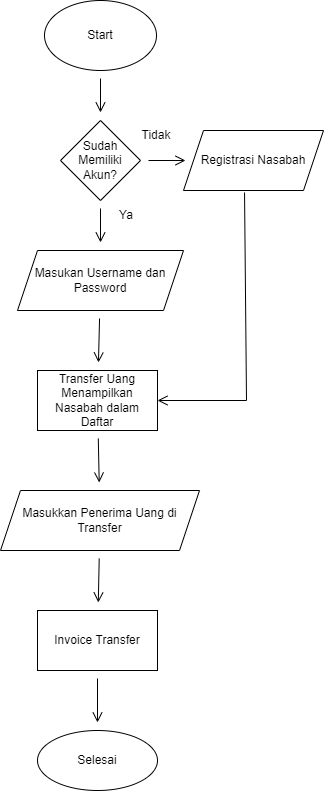 Start
Tidak
Sudah
Memiliki
Akun?
Registrasi Nasabah
Ya
Masukan Username dan
Password
Transfer Uang
Menampilkan
Nasabah dalam
Daftar
Masukkan Penerima Uang di
Transfer
Invoice Transfer
Selesai